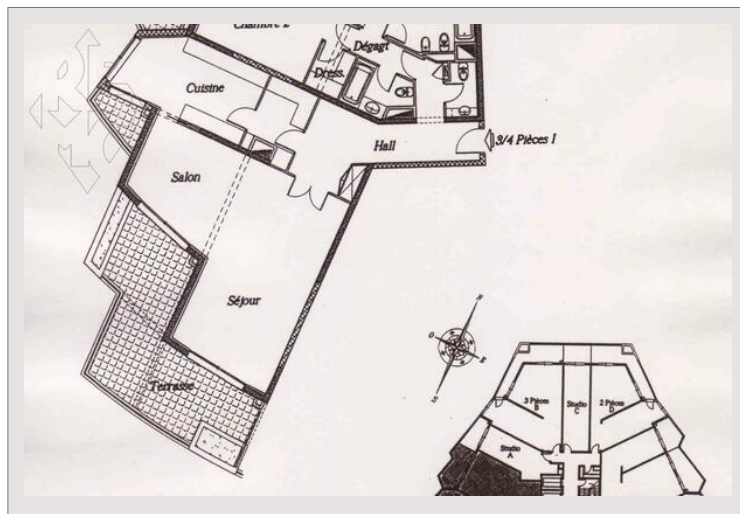 Chambre 2
Dégagt
Dress.
Cuisine
Hall
3/4 Pièces I
Salon
Séjour
Terrasse
N
O
E
S
3 Pièces
B
Studio
C
2 Pièces
D
Studio
A